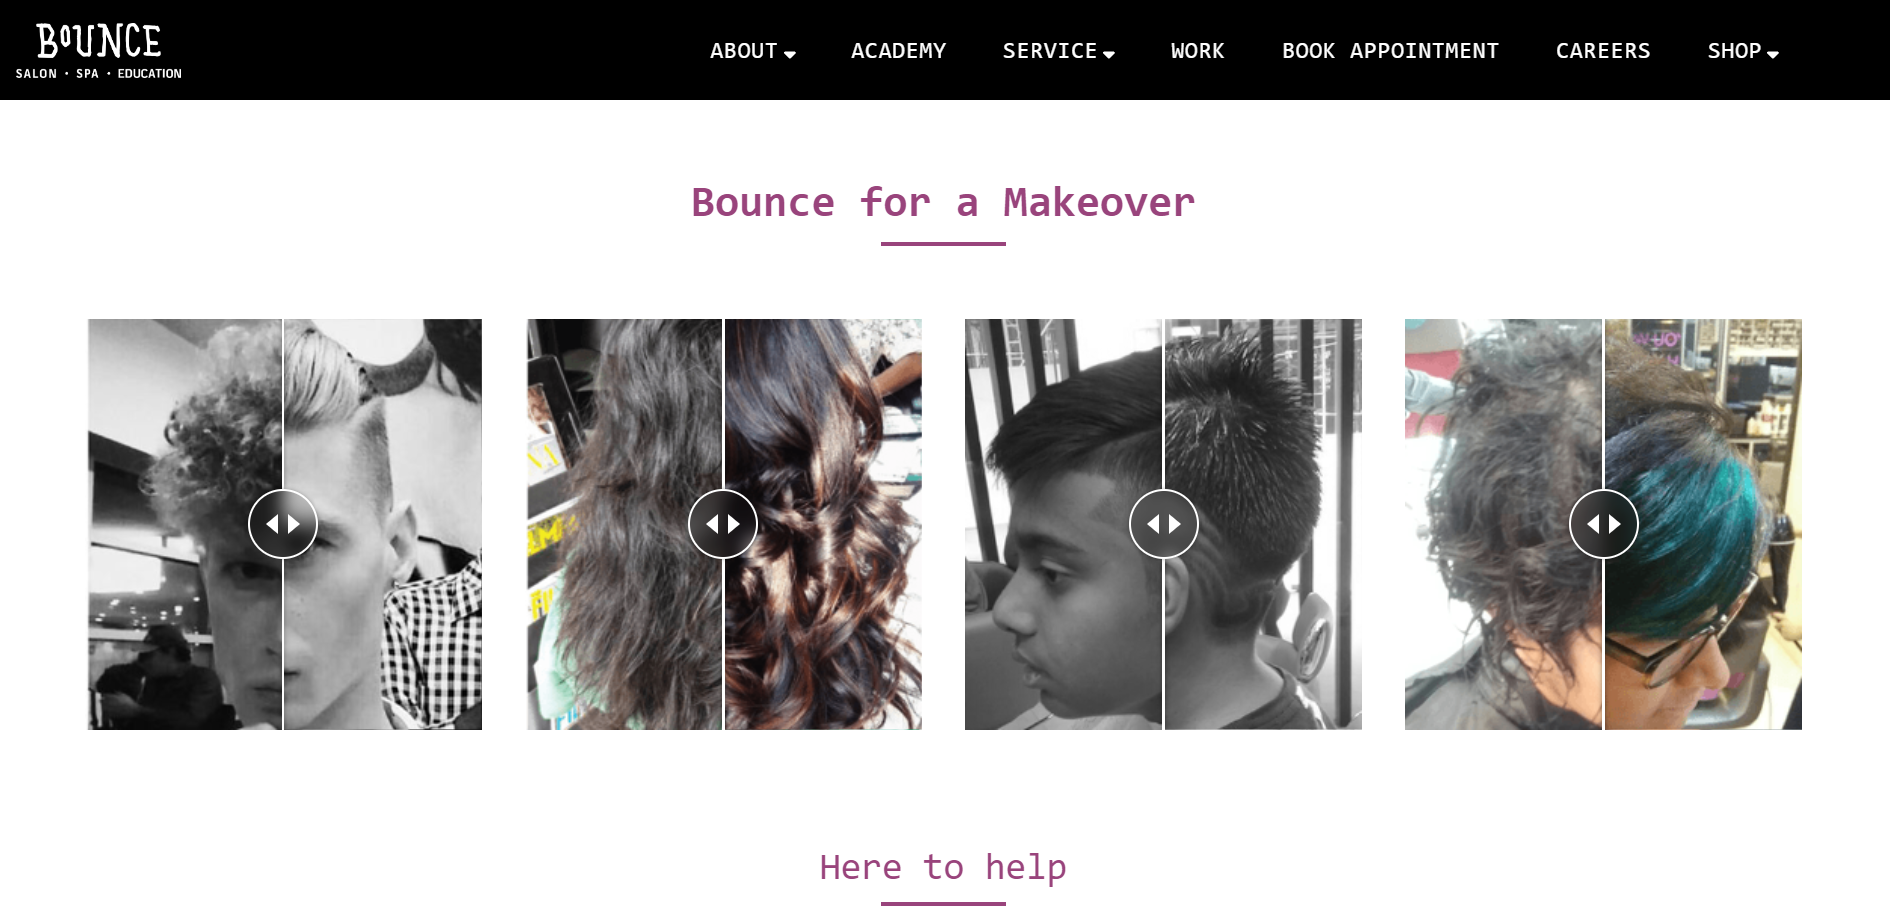 BOUNCE
SALON • SPA • EDUCATION
ABOUT ACADEMY SERVICE WORK BOOK APPOINTMENT CAREERS SHOP
Bounce for a Makeover
Here to help